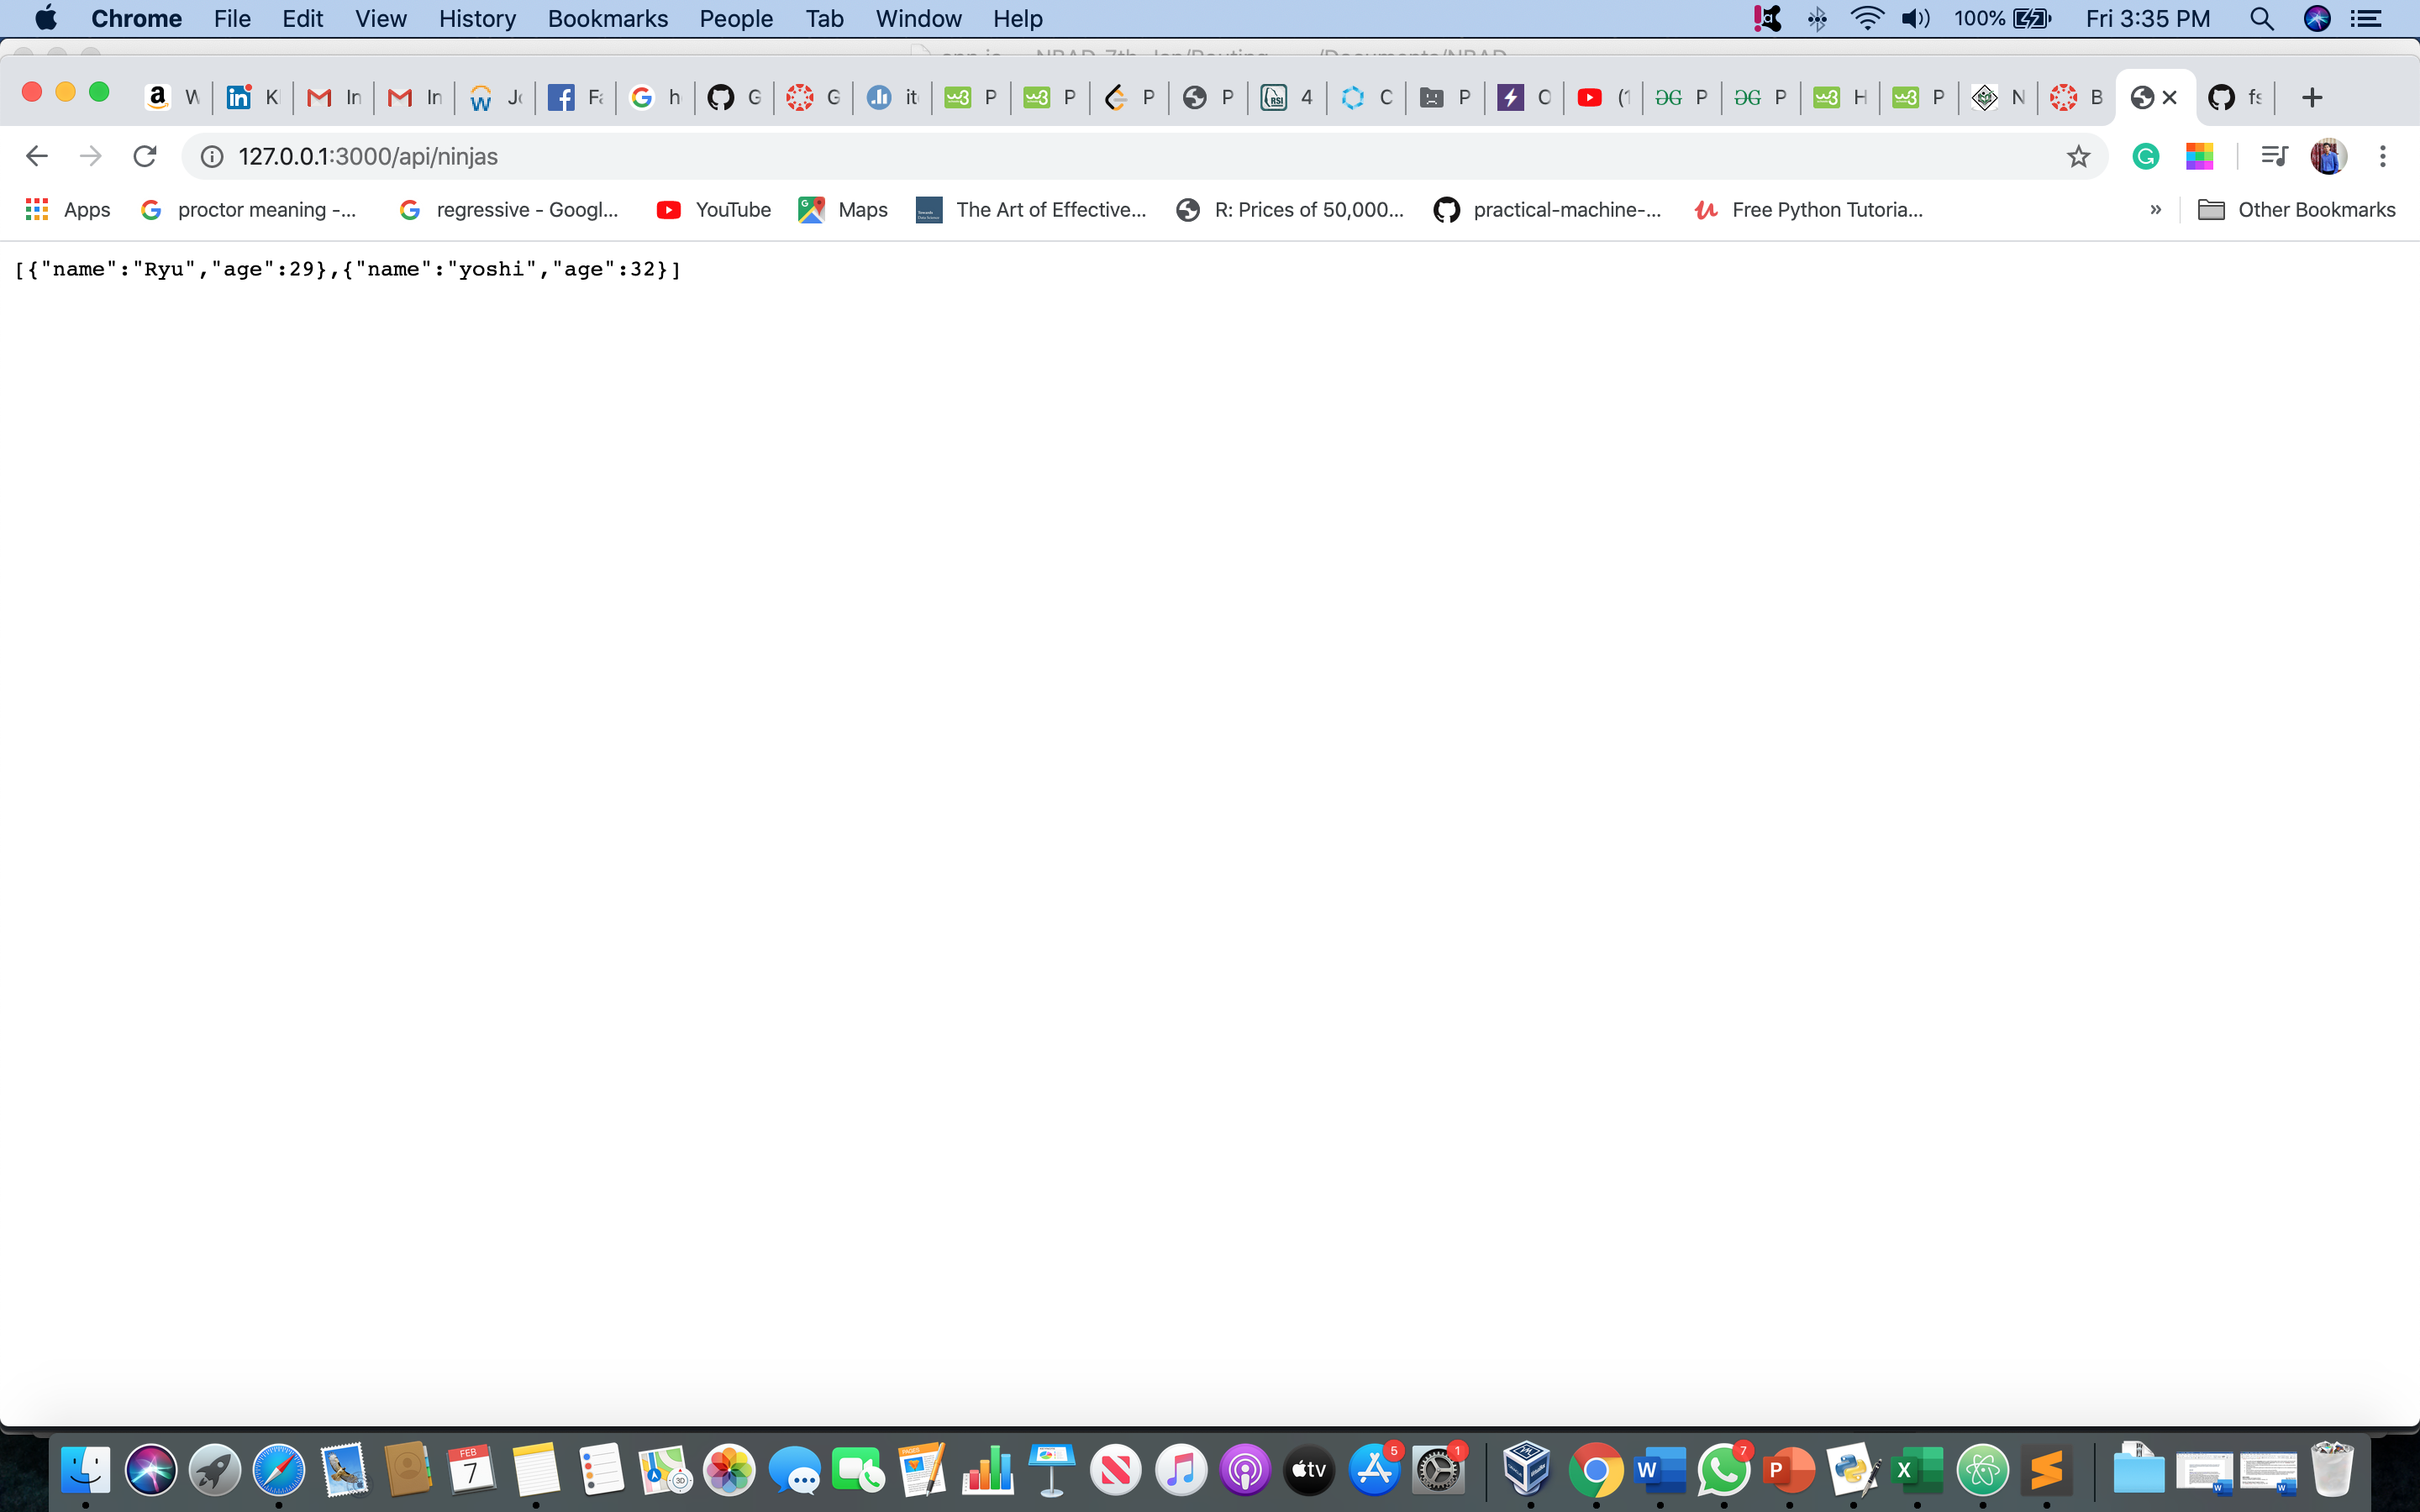 Chrome File Edit View History Bookmarks People Tab Window Help 100% Fri 3:35 PM
W K In In Jo Fa h G G it P P P P 4 C P O (1 P P H P N B fs
127.0.0.1:3000/api/ninjas
Apps proctor meaning -... regressive - Googl... YouTube Maps The Art of Effective... R: Prices of 50,000... practical-machine-... Free Python Tutoria... » Other Bookmarks
[{"name":"Ryu","age":29},{"name":"yoshi","age":32}]
FEB
7
PAGES
3D
tv
5
1
W
7
P
X
W
W